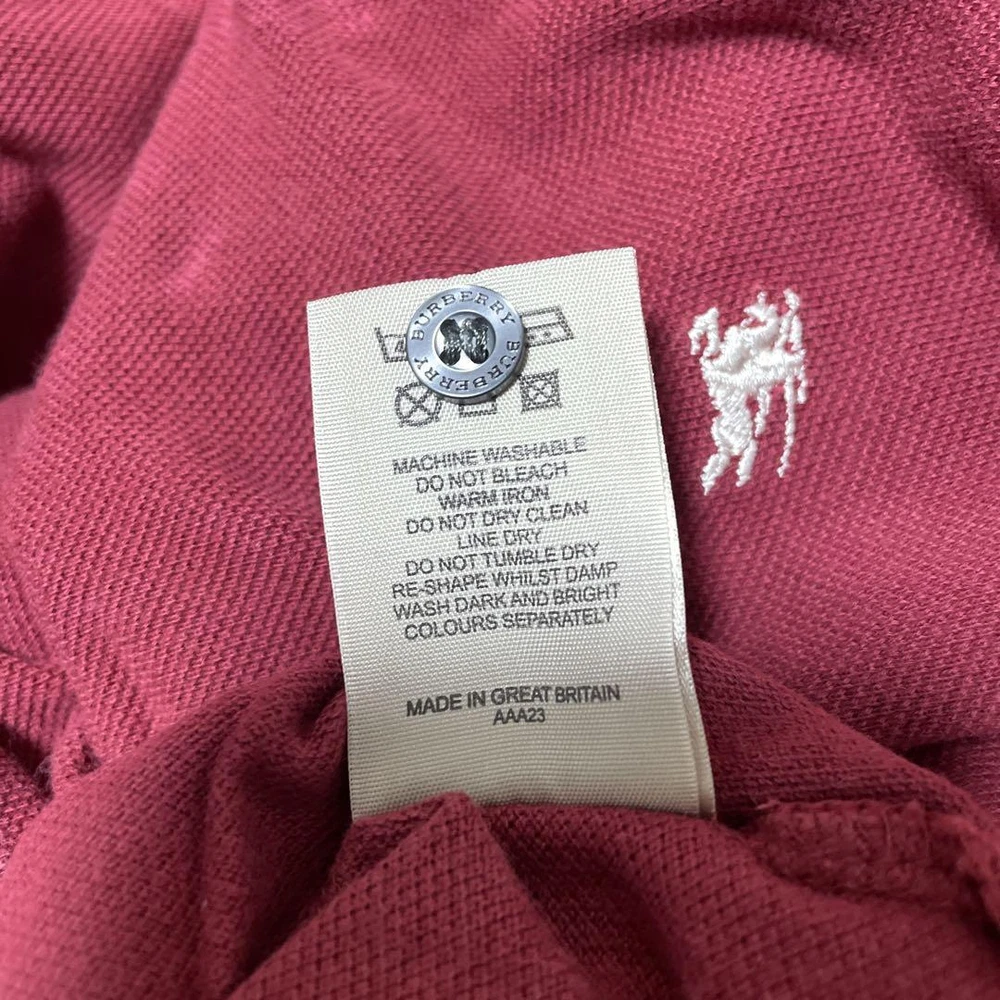 BURBERRY
BURBERRY
MACHINE WASHABLE
DO NOT BLEACH
WARM IRON
DO NOT DRY CLEAN
LINE DRY
DO NOT TUMBLE DRY
RE-SHAPE WHILST DAMP
WASH DARK AND BRIGHT
COLOURS SEPARATELY
MADE IN GREAT BRITAIN
AAA23